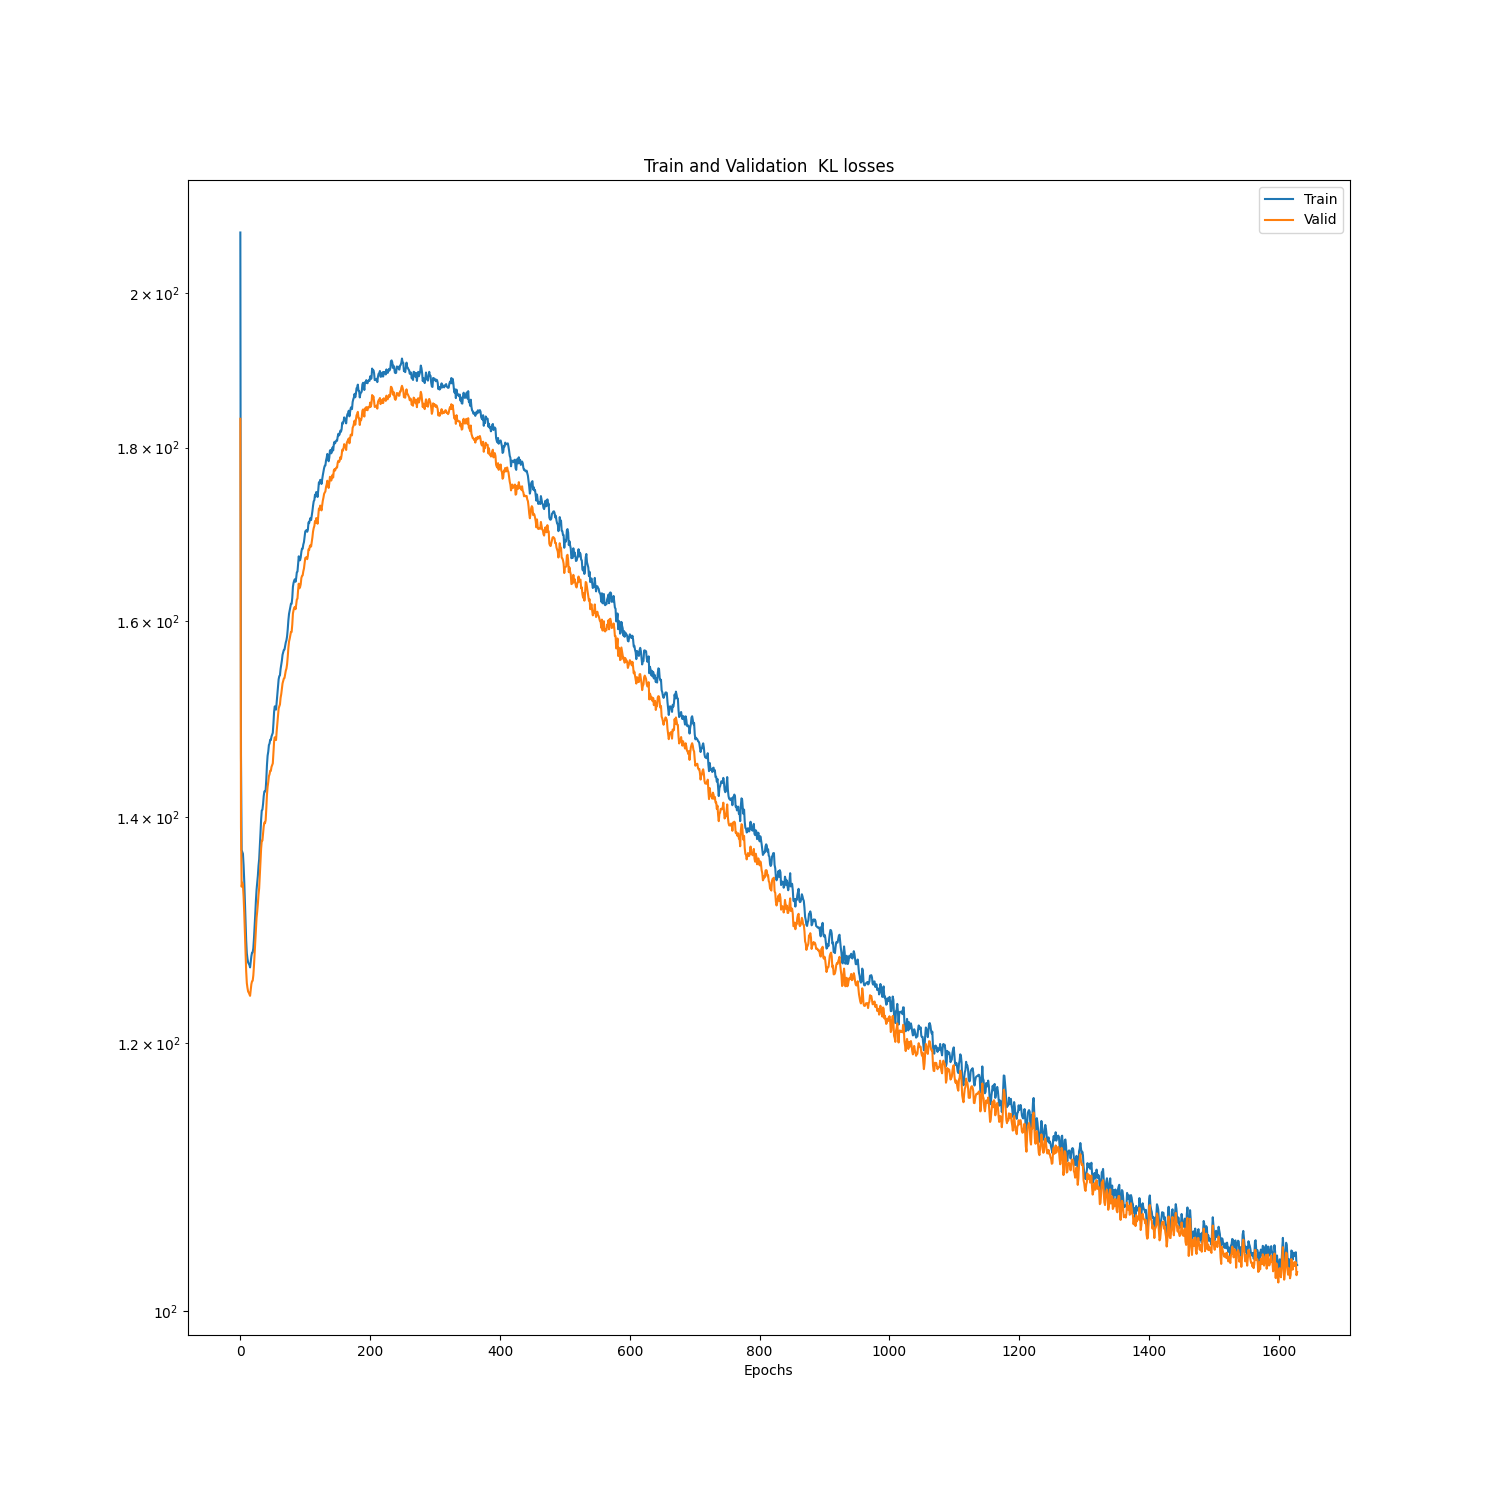 Train and Validation  KL losses
Train
Valid
2 × 10²
1.8 × 10²
1.6 × 10²
1.4 × 10²
1.2 × 10²
10²
0 200 400 600 800 1000 1200 1400 1600
Epochs